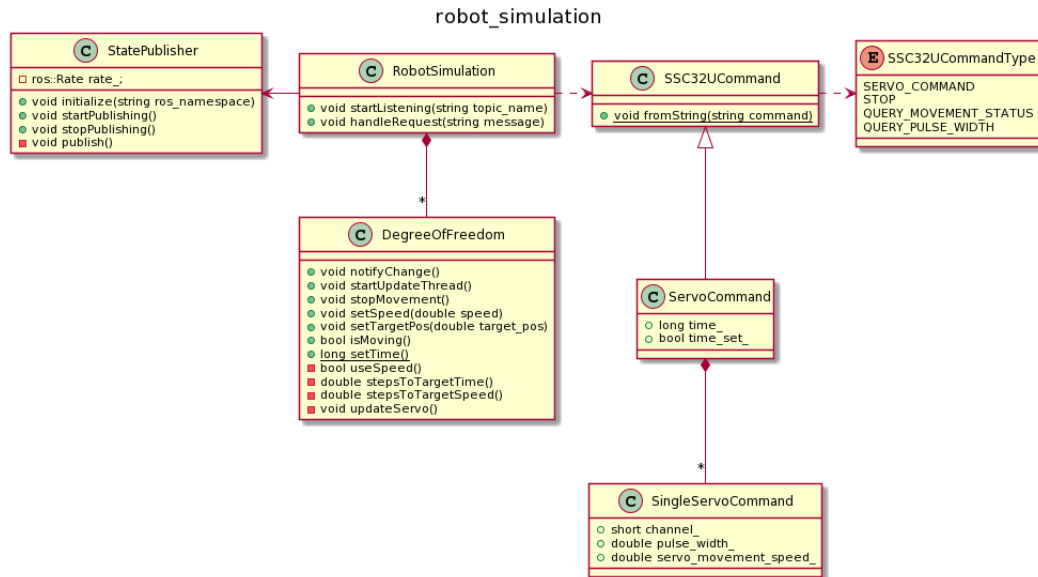 robot_simulation
C StatePublisher
ros::Rate rate_;
void initialize(string ros_namespace)
void startPublishing()
void stopPublishing()
void publish()
C RobotSimulation
void startListening(string topic_name)
void handleRequest(string message)
C SSC32UCommand
void fromString(string command)
E SSC32UCommandType
SERVO_COMMAND
STOP
QUERY_MOVEMENT_STATUS
QUERY_PULSE_WIDTH
*
C DegreeOfFreedom
void notifyChange()
void startUpdateThread()
void stopMovement()
void setSpeed(double speed)
void setTargetPos(double target_pos)
bool isMoving()
long setTime()
bool useSpeed()
double stepsToTargetTime()
double stepsToTargetSpeed()
void updateServo()
C ServoCommand
long time_
bool time_set_
*
C SingleServoCommand
short channel_
double pulse_width_
double servo_movement_speed_